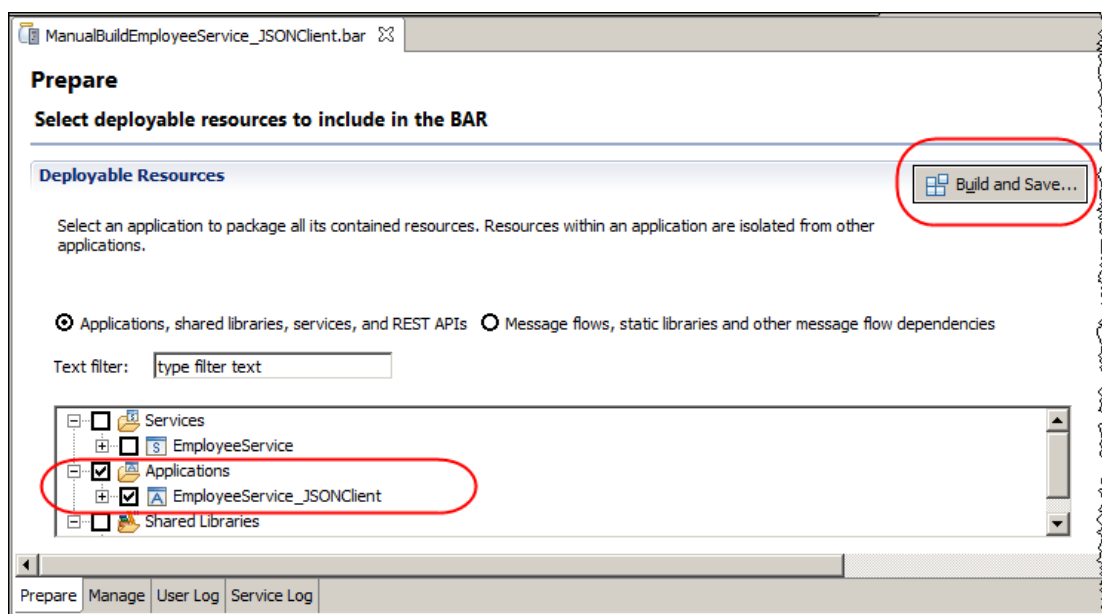 ManualBuildEmployeeService_JSONClient.bar
Prepare
Select deployable resources to include in the BAR
Deployable Resources
Build and Save...
Select an application to package all its contained resources. Resources within an application are isolated from other
applications.
Applications, shared libraries, services, and REST APIs Message flows, static libraries and other message flow dependencies
Text filter: type filter text
Services
EmployeeService
Applications
EmployeeService_JSONClient
Shared Libraries
Prepare Manage User Log Service Log